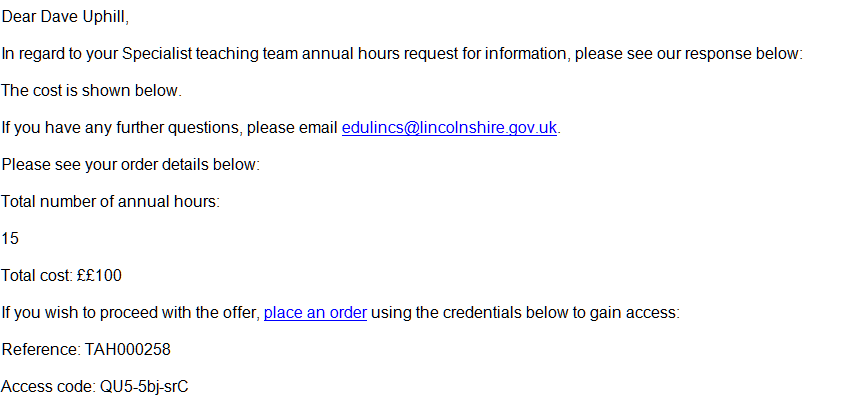 Dear Dave Uphill,
In regard to your Specialist teaching team annual hours request for information, please see our response below:
The cost is shown below.
If you have any further questions, please email edulincs@lincolnshire.gov.uk.
Please see your order details below:
Total number of annual hours:
15
Total cost: ££100
If you wish to proceed with the offer, place an order using the credentials below to gain access:
Reference: TAH000258
Access code: QU5-5bj-srC